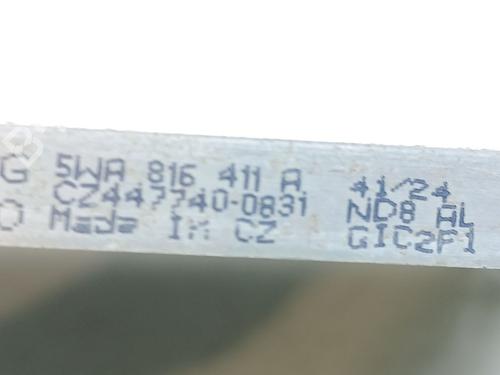 G 5WA 816 411 A 41/24
CZ447740-0831 ND8 AL
O Made In CZ GIC2F1